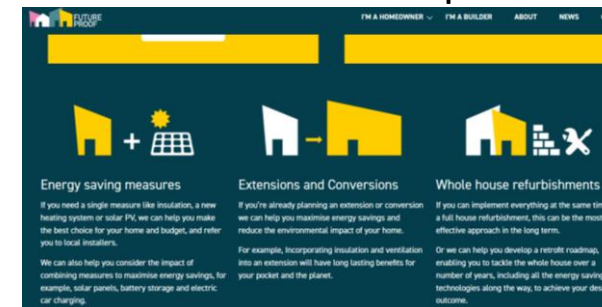 FUTURE
PROOF
I'M A HOMEOWNER
I'M A BUILDER
ABOUT
NEWS
Energy saving measures
If you need a single measure like insulation, a new
heating system or solar PV, we can help you make
the best choice for your home and budget, and refer
you to local installers.
We can also help you consider the impact of
combining measures to maximise energy savings, for
example, solar panels, battery storage and electric
car charging.
Extensions and Conversions
If you're already planning an extension or conversion
we can help you maximise energy savings and
reduce the environmental impact of your home.
For example, Incorporating insulation and ventilation
into an extension will have long lasting benefits for
your pocket and the planet.
Whole house refurbishments
If you can implement everything at the same
a full house refurbishment, this can be the most
effective approach in the long term.
Or we can help you develop a retrofit roadmap,
enabling you to tackle the whole house over a
number of years, including all the energy saving
technologies along the way, to achieve your
outcome.